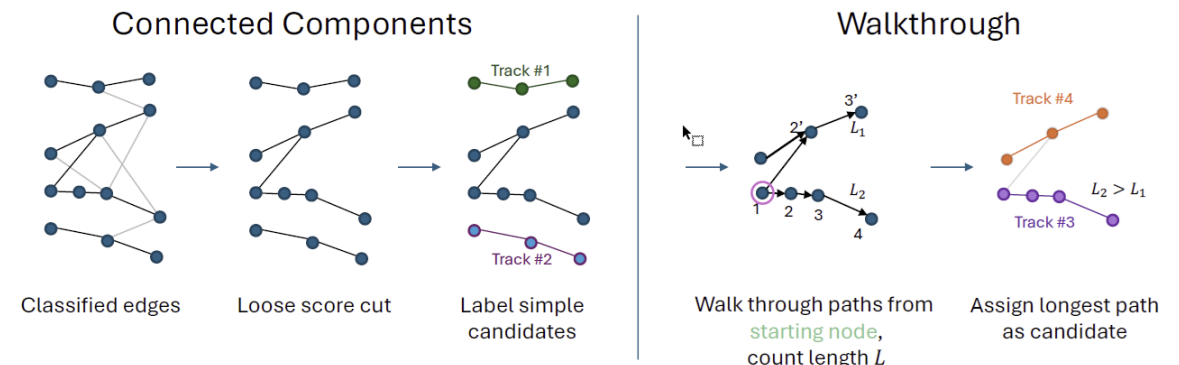 Connected Components
Walkthrough
Track #1
Track #2
Classified edges
Loose score cut
Label simple
candidates
3'
2'
L₁
L₂
1
2
3
4
Track #4
L₂ > L₁
Track #3
Walk through paths from
starting node,
count length L
Assign longest path
as candidate